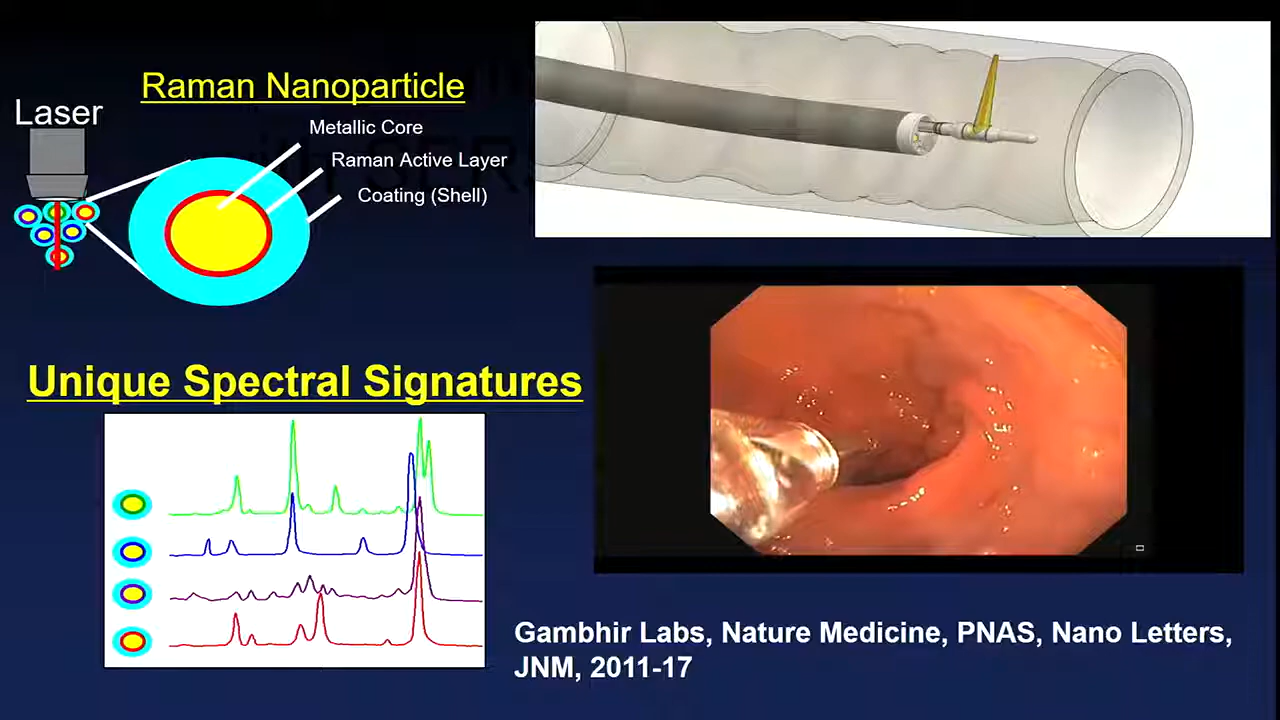 Raman Nanoparticle
Laser
Metallic Core
Raman Active Layer
Coating (Shell)
Unique Spectral Signatures
Gambhir Labs, Nature Medicine, PNAS, Nano Letters,
JNM, 2011-17